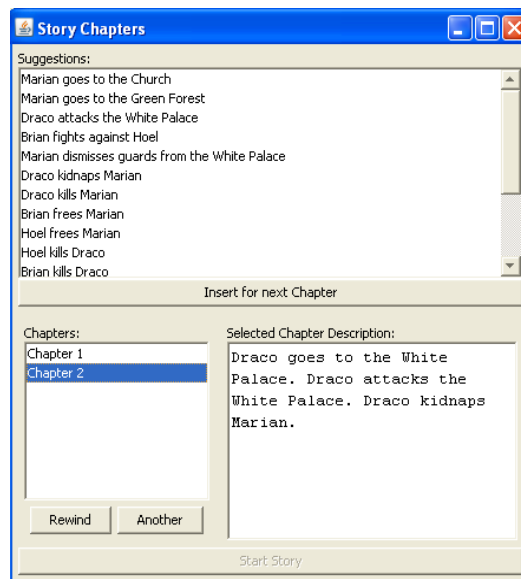 Story Chapters
Suggestions:
Marian goes to the Church
Marian goes to the Green Forest
Draco attacks the White Palace
Brian fights against Hoel
Marian dismisses guards from the White Palace
Draco kidnaps Marian
Draco kills Marian
Brian frees Marian
Hoel frees Marian
Hoel kills Draco
Brian kills Draco
Insert for next Chapter
Chapters:
Chapter 1
Chapter 2
Rewind
Another
Selected Chapter Description:
Draco goes to the White
Palace. Draco attacks the
White Palace. Draco kidnaps
Marian.
Start Story